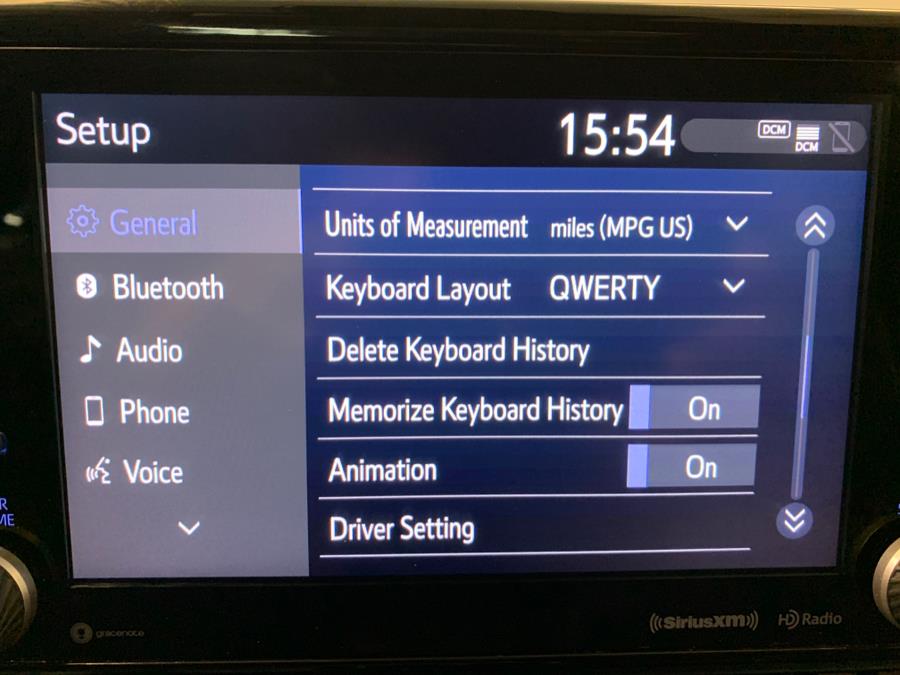 Setup
15:54
DCM
DCM
General
Bluetooth
Audio
Phone
Voice
Units of Measurement miles (MPG US)
Keyboard Layout QWERTY
Delete Keyboard History
Memorize Keyboard History On
Animation On
Driver Setting
R
ME
gracenote
SiriusXM
HD Radio